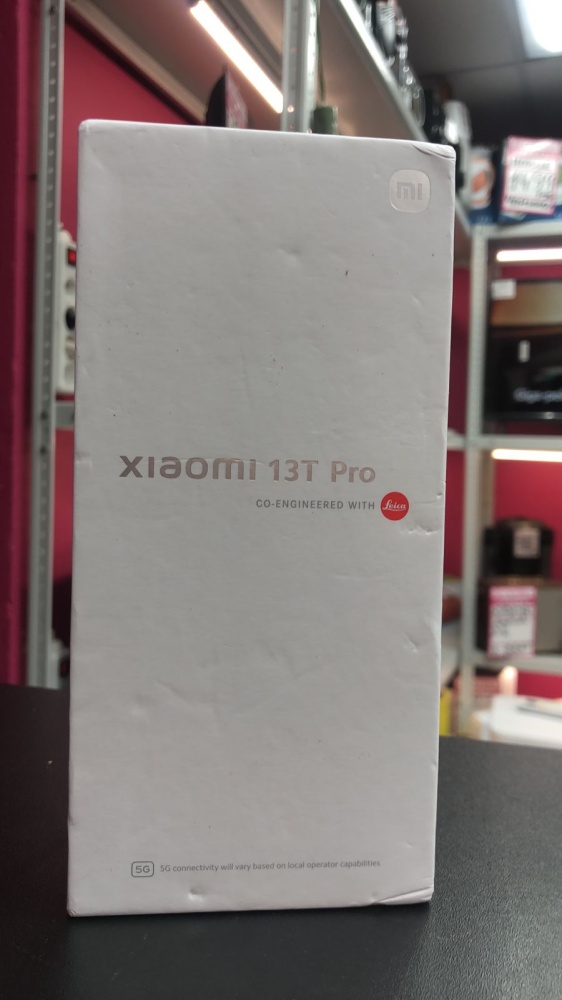 mi
xiaomi 13T Pro
CO-ENGINEERED WITH Leica
5G 5G connectivity will vary based on local operator capabilities